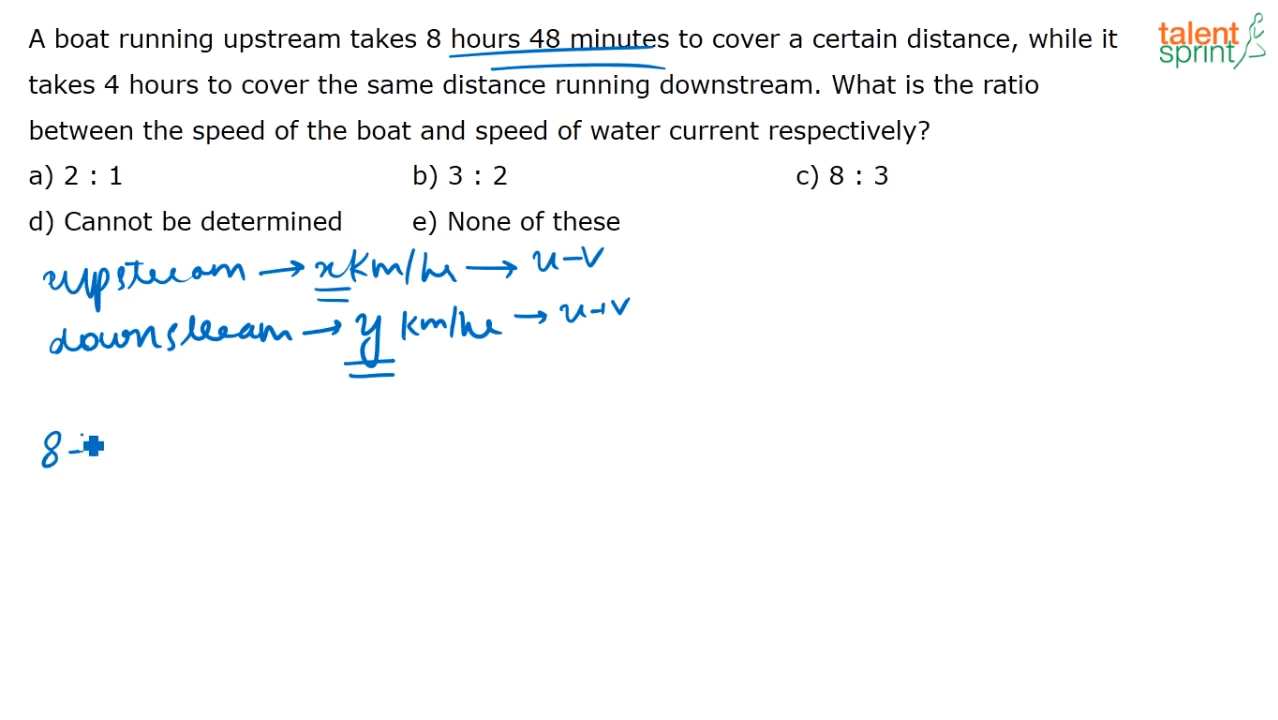 A boat running upstream takes 8 hours 48 minutes to cover a certain distance, while it
takes 4 hours to cover the same distance running downstream. What is the ratio
between the speed of the boat and speed of water current respectively?
a) 2 : 1 b) 3 : 2 c) 8 : 3
d) Cannot be determined e) None of these
talent
sprint
upstream → x km/hr → u-v
downstream → y km/hr → u+v
8-